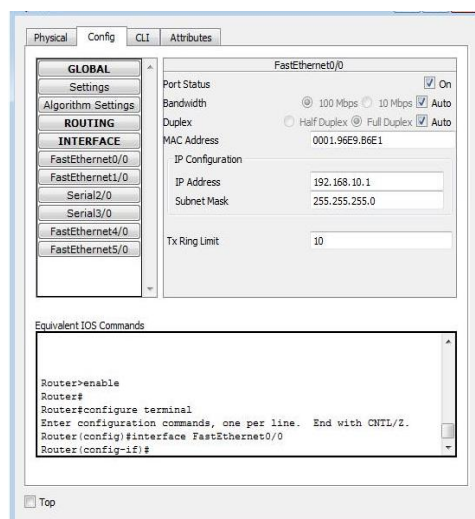 Physical Config CLI Attributes
GLOBAL
Settings
Algorithm Settings
ROUTING
INTERFACE
FastEthernet0/0
FastEthernet1/0
Serial2/0
Serial3/0
FastEthernet4/0
FastEthernet5/0
FastEthernet0/0
Port Status On
Bandwidth 100 Mbps 10 Mbps Auto
Duplex Half Duplex Full Duplex Auto
MAC Address 0001.96E9.B6E1
IP Configuration
IP Address 192.168.10.1
Subnet Mask 255.255.255.0
Tx Ring Limit 10
Equivalent IOS Commands
Router>enable
Router#
Router#configure terminal
Enter configuration commands, one per line. End with CNTL/Z.
Router(config)#interface FastEthernet0/0
Router(config-if)#
Top